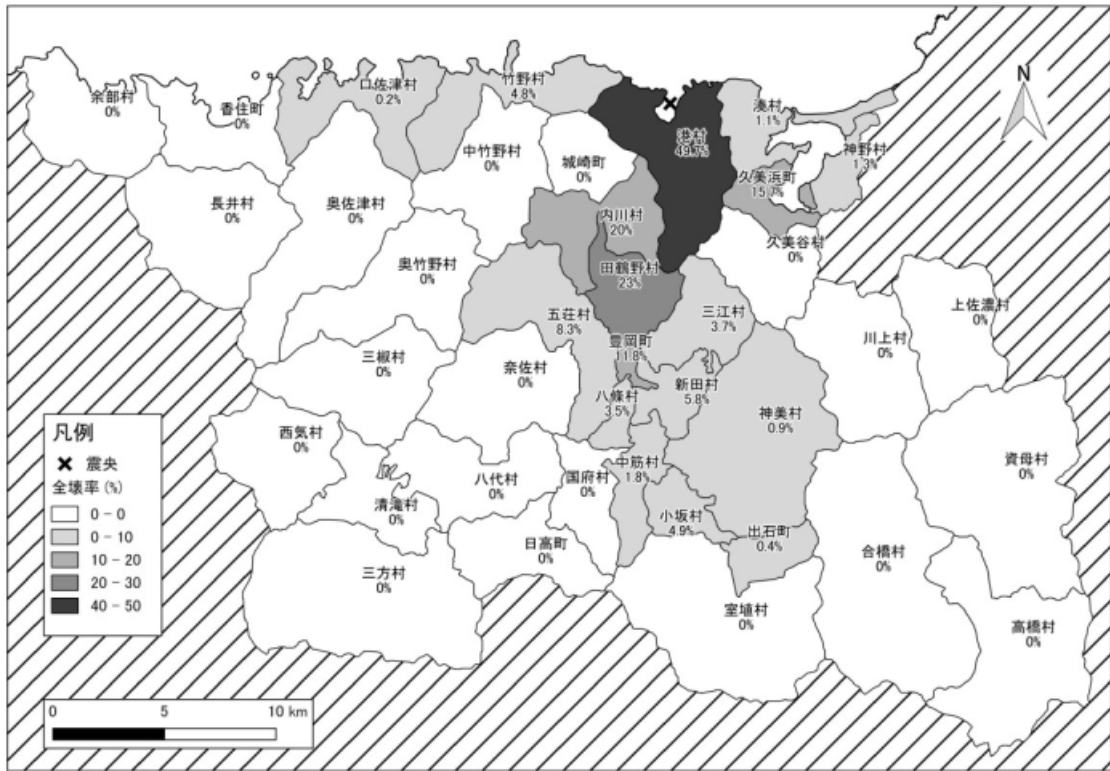 余部村
0%
香住町
0%
口佐津村
0.2%
竹野村
4.8%
港村
49.7%
湊村
1.1%
神野村
1.3%
N
長井村
0%
奥佐津村
0%
中竹野村
0%
城崎町
0%
久美浜町
15.7%
内川村
20%
久美谷村
0%
奥竹野村
0%
田鶴野村
23%
五荘村
8.3%
三江村
3.7%
上佐濃村
0%
川上村
0%
豊岡町
11.8%
三椒村
0%
奈佐村
0%
八條村
3.5%
新田村
5.8%
神美村
0.9%
西気村
0%
資母村
0%
中筋村
1.8%
八代村
0%
国府村
0%
清滝村
0%
小坂村
4.9%
出石町
0.4%
日高町
0%
合橋村
0%
三方村
0%
室埴村
0%
高橋村
0%
凡例
震央
全壊率(%)
0 - 0
0 - 10
10 - 20
20 - 30
40 - 50
0 5 10 km